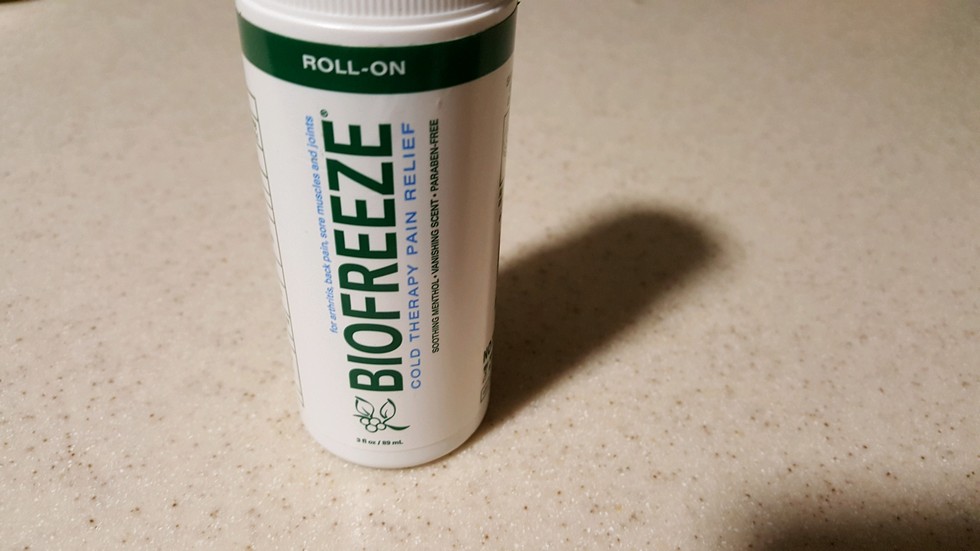 ROLL-ON
for arthritis, back pain, sore muscles and joints
BIOFREEZE®
COLD THERAPY PAIN RELIEF
SOOTHING MENTHOL • VANISHING SCENT • PARABEN-FREE
3 fl oz / 89 mL